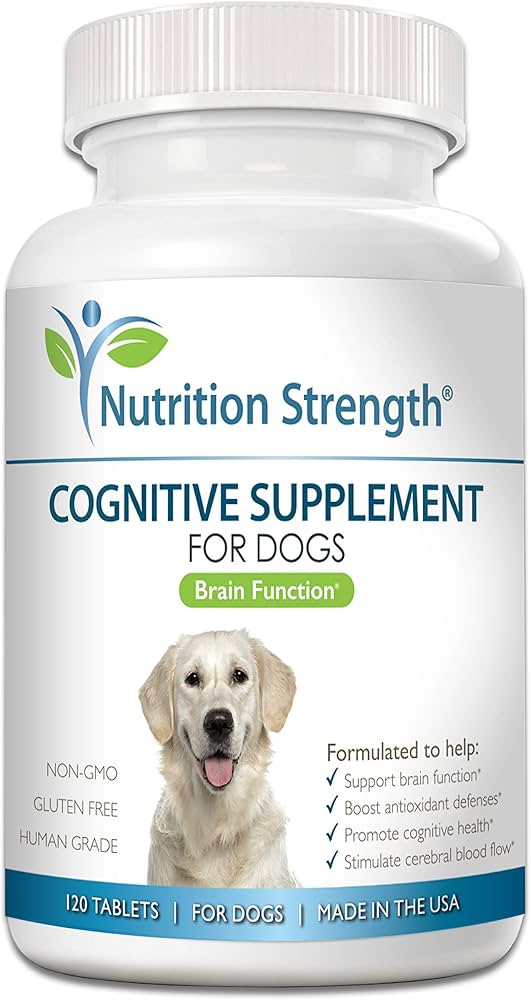 Nutrition Strength®
COGNITIVE SUPPLEMENT
FOR DOGS
Brain Function*
NON-GMO
GLUTEN FREE
HUMAN GRADE
Formulated to help:
✓ Support brain function*
✓ Boost antioxidant defenses*
✓ Promote cognitive health*
✓ Stimulate cerebral blood flow*
120 TABLETS | FOR DOGS | MADE IN THE USA